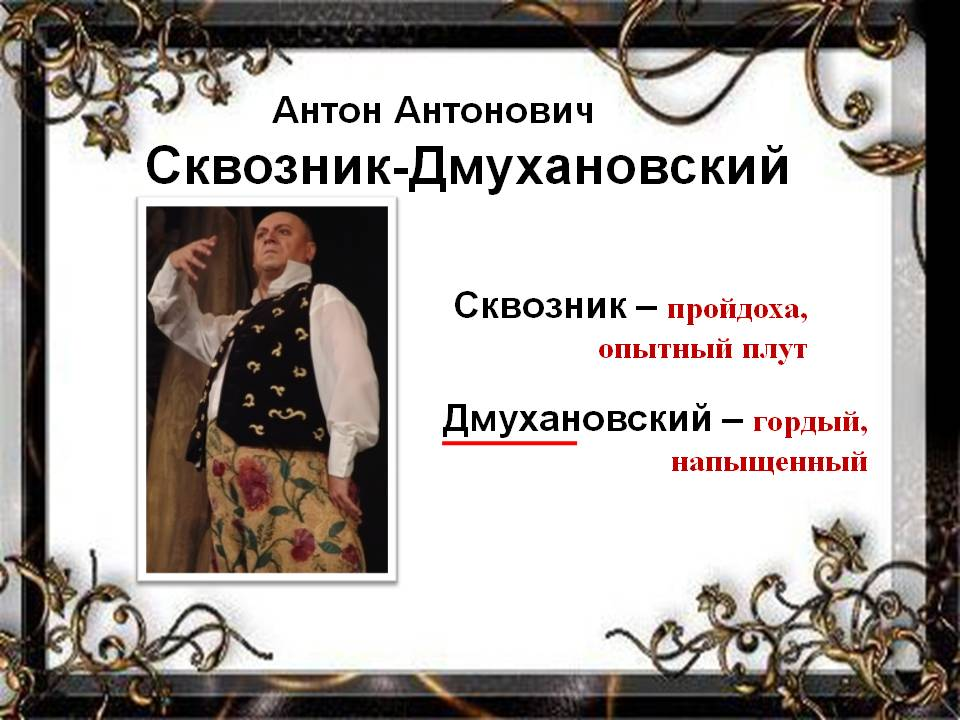 Антон Антонович
Сквозник-Дмухановский
Сквозник – пройдоха,
опытный плут
Дмухановский – гордый,
напыщенный